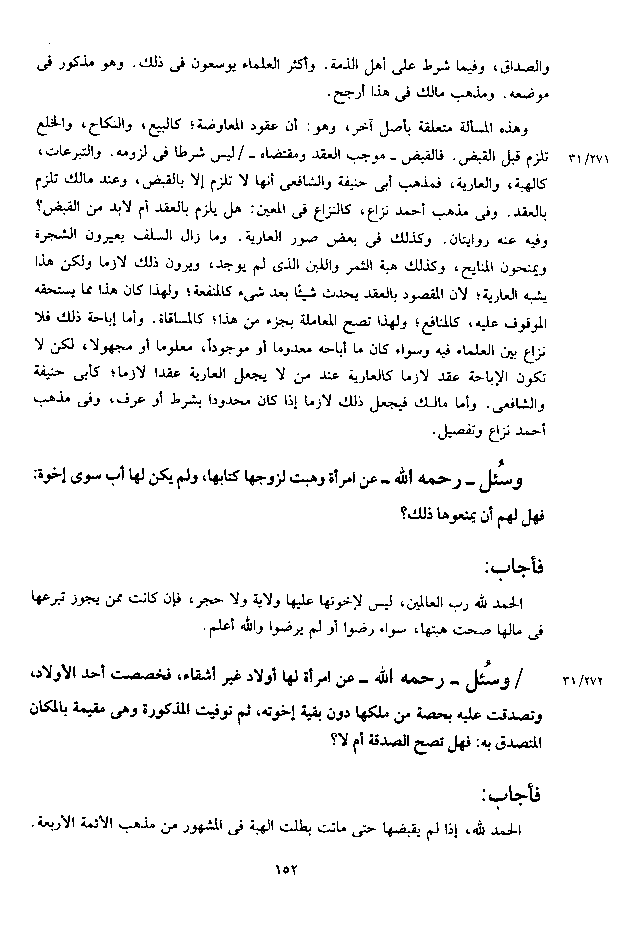 والصداق، وفيما شرط على أهل الذمة. وأكثر العلماء يوسعون فى ذلك. وهو مذكور فى
موضعه. ومذهب مالك فى هذا أرجح.
وهذه المسألة متعلقة بأصل آخر، وهو: أن عقود المعاوضة؛ كالبيع، والنكاح، والخلع
تلزم قبل القبض. فالقبض ـ موجب العقد ومقتضاه ـ / ليس شرطا فى لزومه. والتبرعات، ٣١/٢٧١
كالهبة، والعارية، فمذهب أبى حنيفة والشافعى أنها لا تلزم إلا بالقبض، وعند مالك تلزم
بالعقد. وفى مذهب أحمد نزاع، كالنزاع فى المعين: هل يلزم بالعقد أم لابد من القبض؟
وفيه عنه روايتان. وكذلك فى بعض صور العارية. وما زال السلف يعيرون الشجرة
ويمنحون المنايح، وكذلك هبة الثمر واللبن الذى لم يوجد، ويرون ذلك لازما ولكن هذا
يشبه العارية؛ لان المقصود بالعقد يحدث شيئا بعد شىء كالمنفعة؛ ولهذا كان هذا مما يستحقه
الموقوف عليه، كالمنافع؛ ولهذا تصح المعاملة بجزء من هذا؛ كالمساقاة. وأما إباحة ذلك فلا
نزاع بين العلماء فيه وسواء كان ما أباحه معدوما أو موجوداً، معلوما أو مجهولا، لكن لا
تكون الإباحة عقد لازما كالعارية عند من لا يجعل العارية عقدا لازما؛ كأبى حنيفة
والشافعى. وأما مالك فيجعل ذلك لازما إذا كان محدودا بشرط أو عرف، وفى مذهب
أحمد نزاع وتفصيل.
وسُئل ـ رحمه الله ـ عن امرأة وهبت لزوجها كتابها، ولم يكن لها أب سوى إخوة:
فهل لهم أن يمنعوها ذلك؟
فأجاب:
الحمد لله رب العالمين، ليس لإخوتها عليها ولاية ولا حجر، فإن كانت ممن يجوز تبرعها
فى مالها صحت هبتها، سواء رضوا أو لم يرضوا والله أعلم.
/ وسُئل ـ رحمه الله ـ عن امرأة لها أولاد غير أشقاء، فخصصت أحد الأولاد، ٣١/٢٧٢
وتصدقت عليه بحصة من ملكها دون بقية إخوته، ثم توفيت المذكورة وهى مقيمة بالمكان
المتصدق به: فهل تصح الصدقة أم لا؟
فأجاب:
الحمد لله، إذا لم يقبضها حتى ماتت بطلت الهبة فى المشهور من مذهب الأئمة الأربعة.
١٥٢